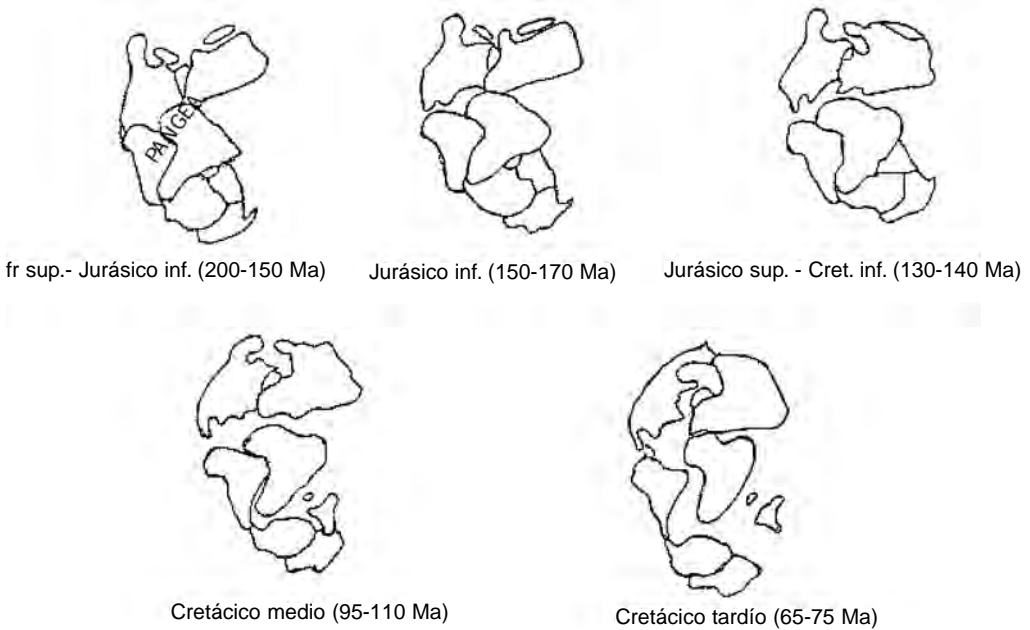 PANGEA
fr sup.- Jurásico inf. (200-150 Ma)
Jurásico inf. (150-170 Ma)
Jurásico sup. - Cret. inf. (130-140 Ma)
Cretácico medio (95-110 Ma)
Cretácico tardío (65-75 Ma)